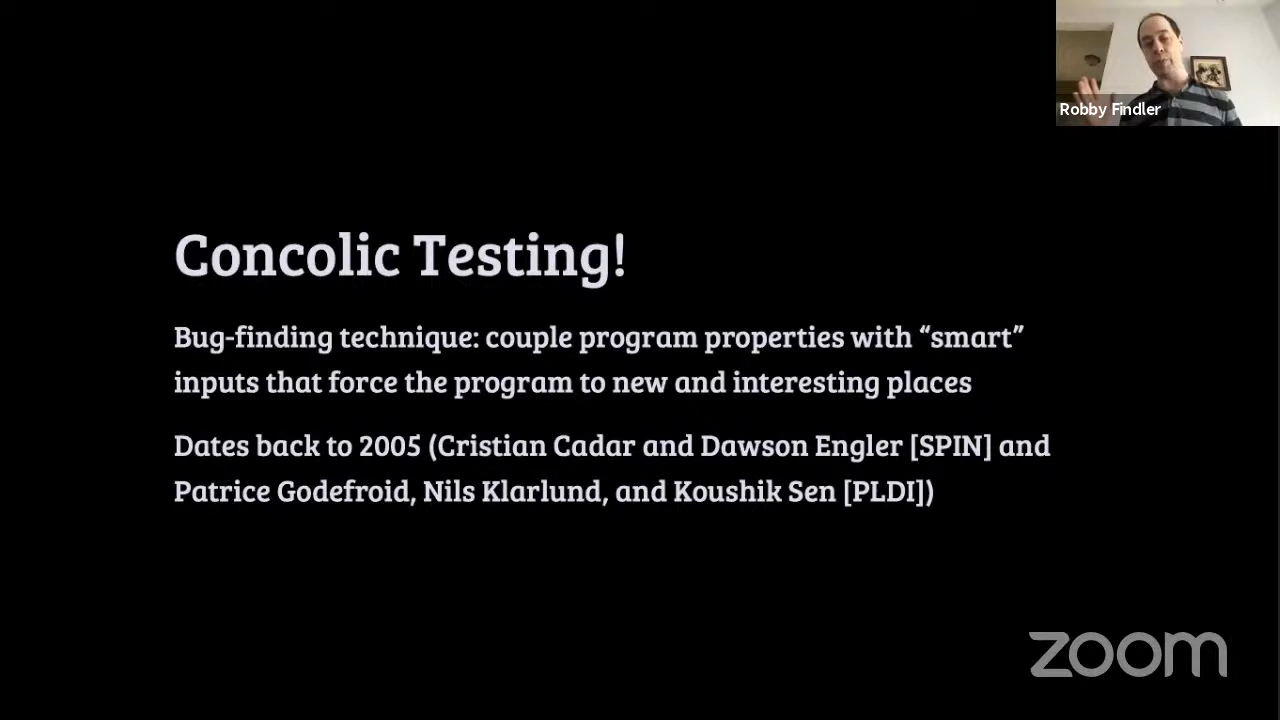 Robby Findler
Concolic Testing!
Bug-finding technique: couple program properties with “smart”
inputs that force the program to new and interesting places
Dates back to 2005 (Cristian Cadar and Dawson Engler [SPIN] and
Patrice Godefroid, Nils Klarlund, and Koushik Sen [PLDI])
zoom